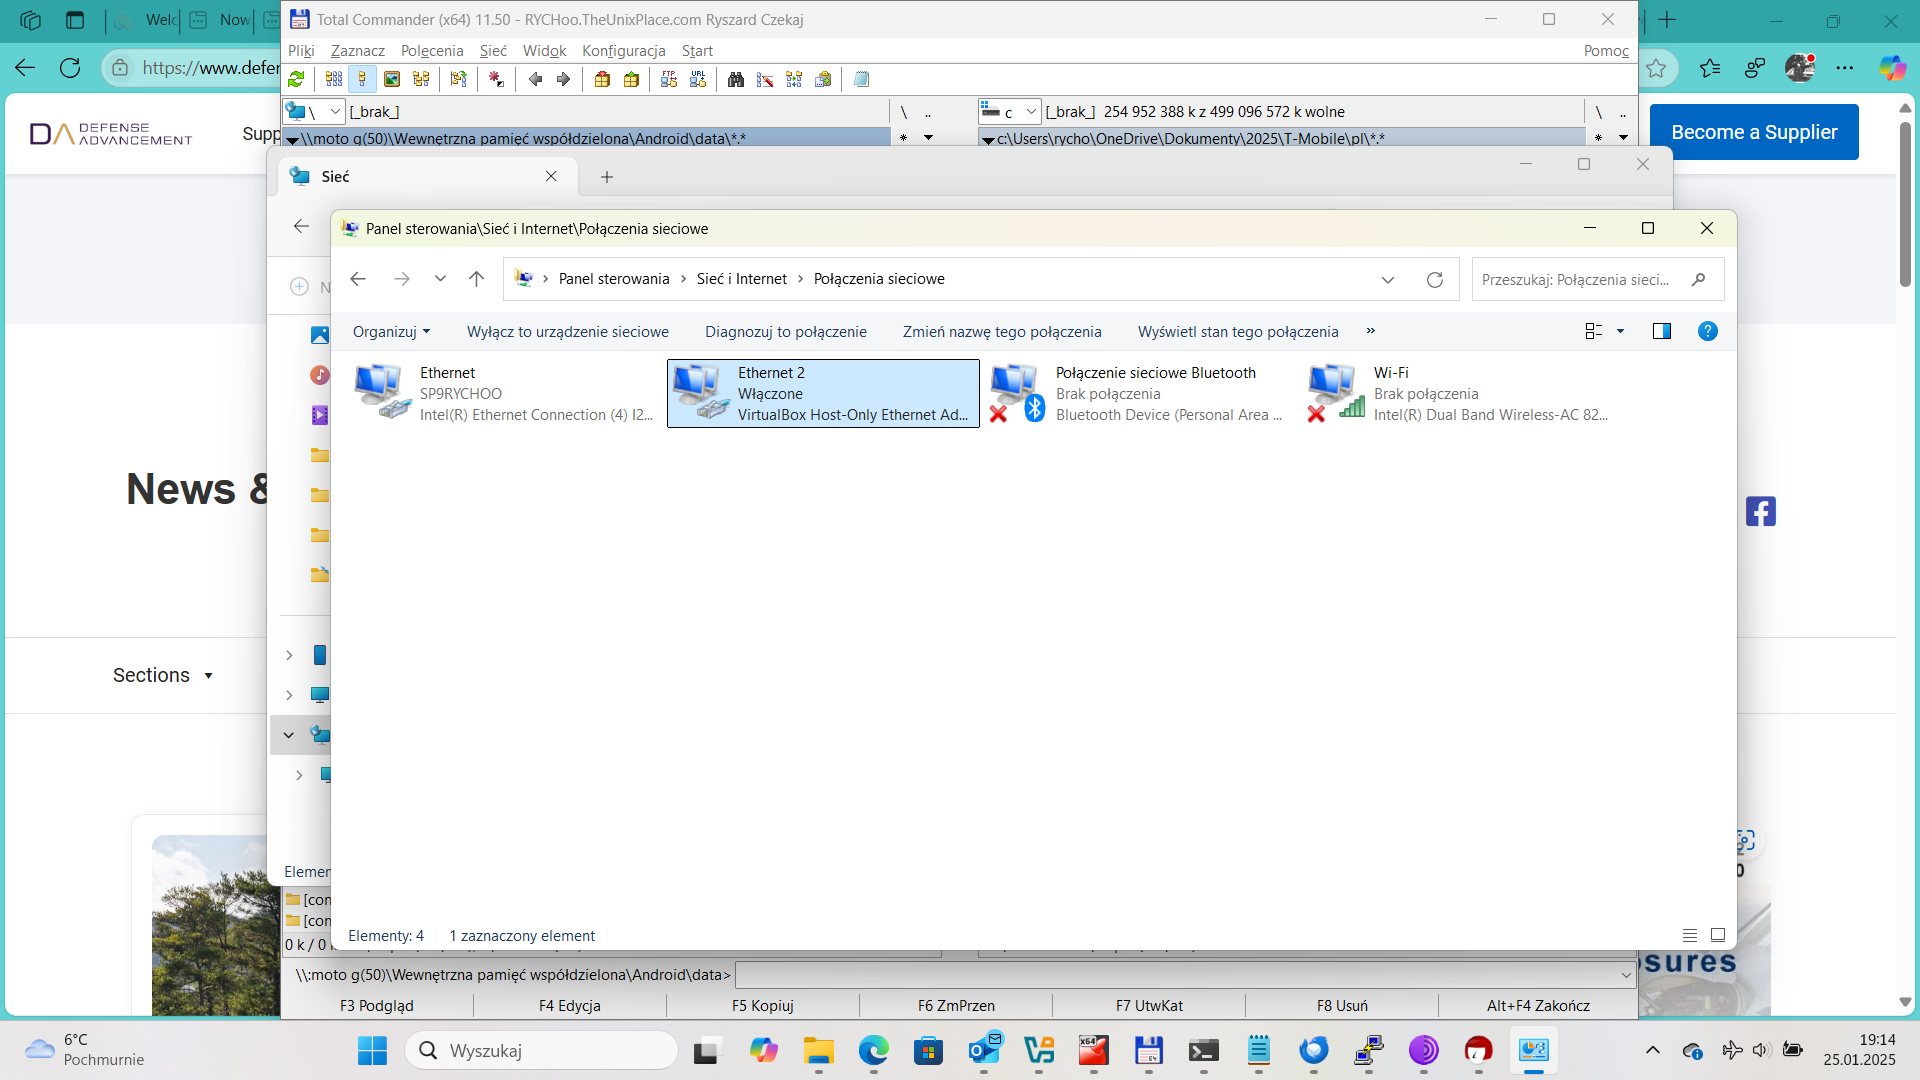 Welc
Now
Total Commander (x64) 11.50 - RYCHoo.TheUnixPlace.com Ryszard Czekaj
Pliki Zaznacz Polecenia Sieć Widok Konfiguracja Start Pomoc
https://www.defen
FTP URL
\ [_brak_] \ ..
c [_brak_] 254 952 388 k z 499 096 572 k wolne \ ..
\\moto g(50)\Wewnętrzna pamięć współdzielona\Android\data\*.* * 
c:\Users\rycho\OneDrive\Dokumenty\2025\T-Mobile\pl\*.* *
DEFENSE
ADVANCEMENT
Supp
Become a Supplier
Sieć
Panel sterowania\Sieć i Internet\Połączenia sieciowe
Panel sterowania > Sieć i Internet > Połączenia sieciowe
Przeszukaj: Połączenia sieci...
N
Organizuj Wyłącz to urządzenie sieciowe Diagnozuj to połączenie Zmień nazwę tego połączenia Wyświetl stan tego połączenia »
Ethernet
SP9RYCHOO
Intel(R) Ethernet Connection (4) I2...
Ethernet 2
Włączone
VirtualBox Host-Only Ethernet Ad...
Połączenie sieciowe Bluetooth
Brak połączenia
Bluetooth Device (Personal Area ...
Wi-Fi
Brak połączenia
Intel(R) Dual Band Wireless-AC 82...
News &
Sections
Elemen
[con
[con
Elementy: 4 1 zaznaczony element
0 k / 0
sures
\\:moto g(50)\Wewnętrzna pamięć współdzielona\Android\data>
F3 Podgląd F4 Edycja F5 Kopiuj F6 ZmPrzen F7 UtwKat F8 Usuń Alt+F4 Zakończ
6°C
Pochmurnie
Wyszukaj
x64
64
19:14
25.01.2025